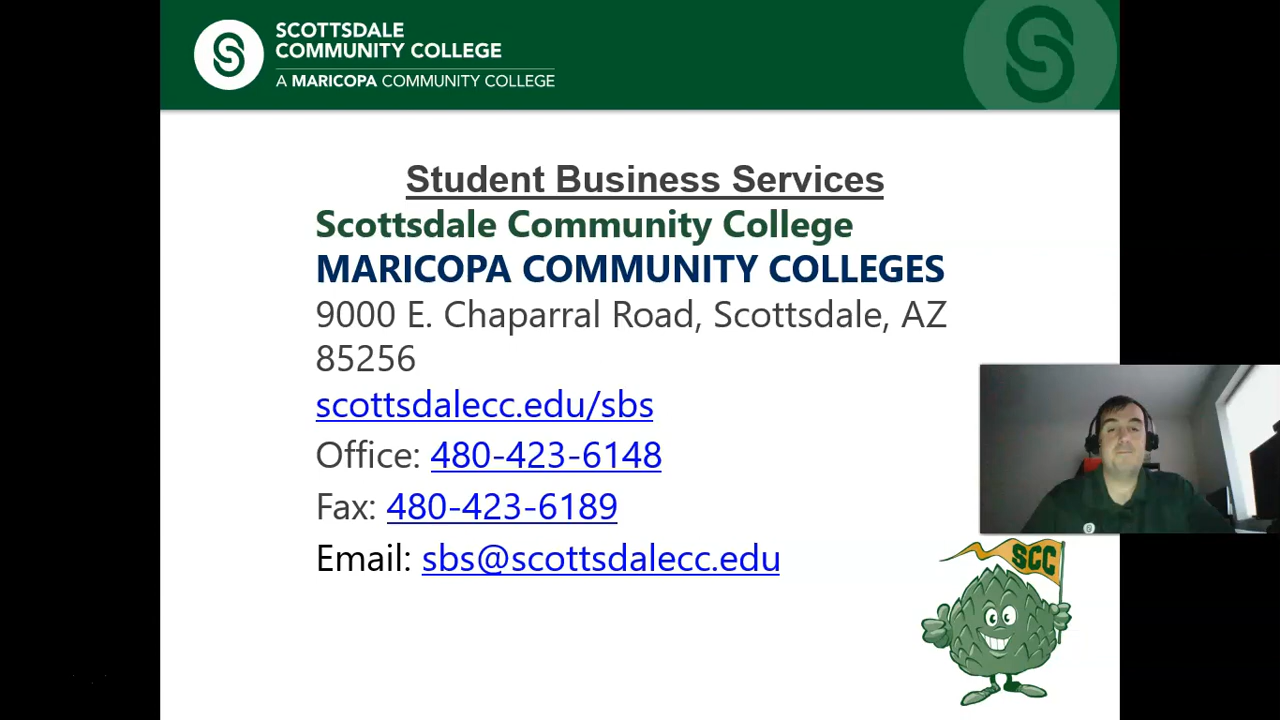 SCOTTSDALE
COMMUNITY COLLEGE
A MARICOPA COMMUNITY COLLEGE
Student Business Services
Scottsdale Community College
MARICOPA COMMUNITY COLLEGES
9000 E. Chaparral Road, Scottsdale, AZ
85256
scottsdalecc.edu/sbs
Office: 480-423-6148
Fax: 480-423-6189
Email: sbs@scottsdalecc.edu
SCC